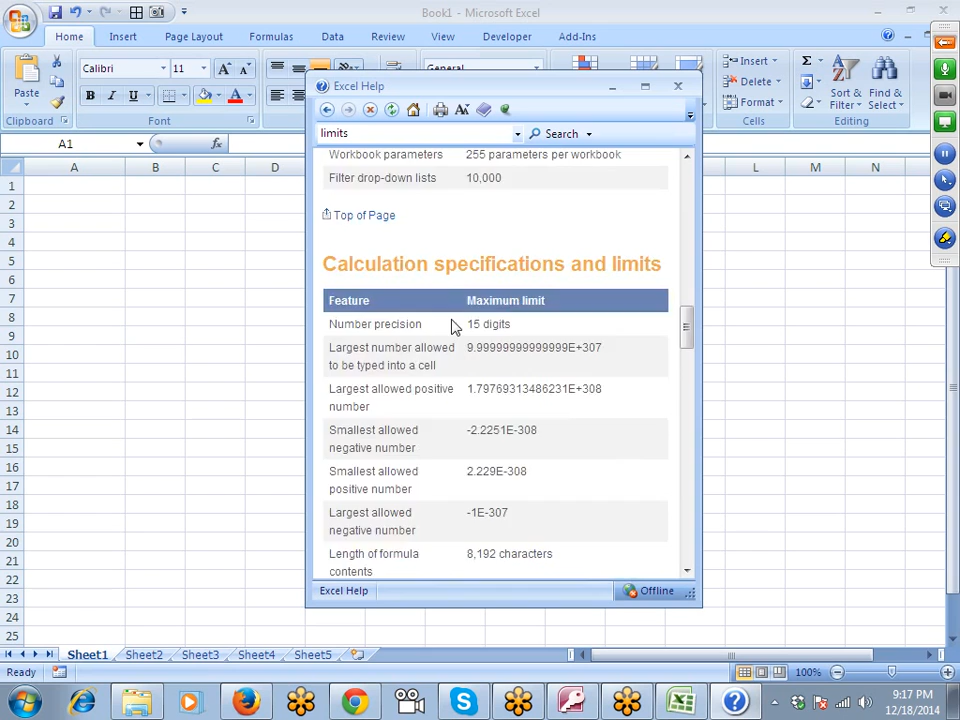 Book1 - Microsoft Excel
Home Insert Page Layout Formulas Data Review View Developer Add-Ins
Calibri 11 General Insert Σ
Paste B I U Delete Format Sort & Filter Find & Select
Clipboard Font Cells Editing
A1 fx
A B C D L M N
Excel Help
limits Search
Workbook parameters 255 parameters per workbook
Filter drop-down lists 10,000
Top of Page
Calculation specifications and limits
Feature Maximum limit
Number precision 15 digits
Largest number allowed to be typed into a cell 9.99999999999999E+307
Largest allowed positive number 1.79769313486231E+308
Smallest allowed negative number -2.2251E-308
Smallest allowed positive number 2.229E-308
Largest allowed negative number -1E-307
Length of formula contents 8,192 characters
Excel Help Offline
1
2
3
4
5
6
7
8
9
10
11
12
13
14
15
16
17
18
19
20
21
22
23
24
25
Sheet1 Sheet2 Sheet3 Sheet4 Sheet5
Ready 100%
9:17 PM
12/18/2014